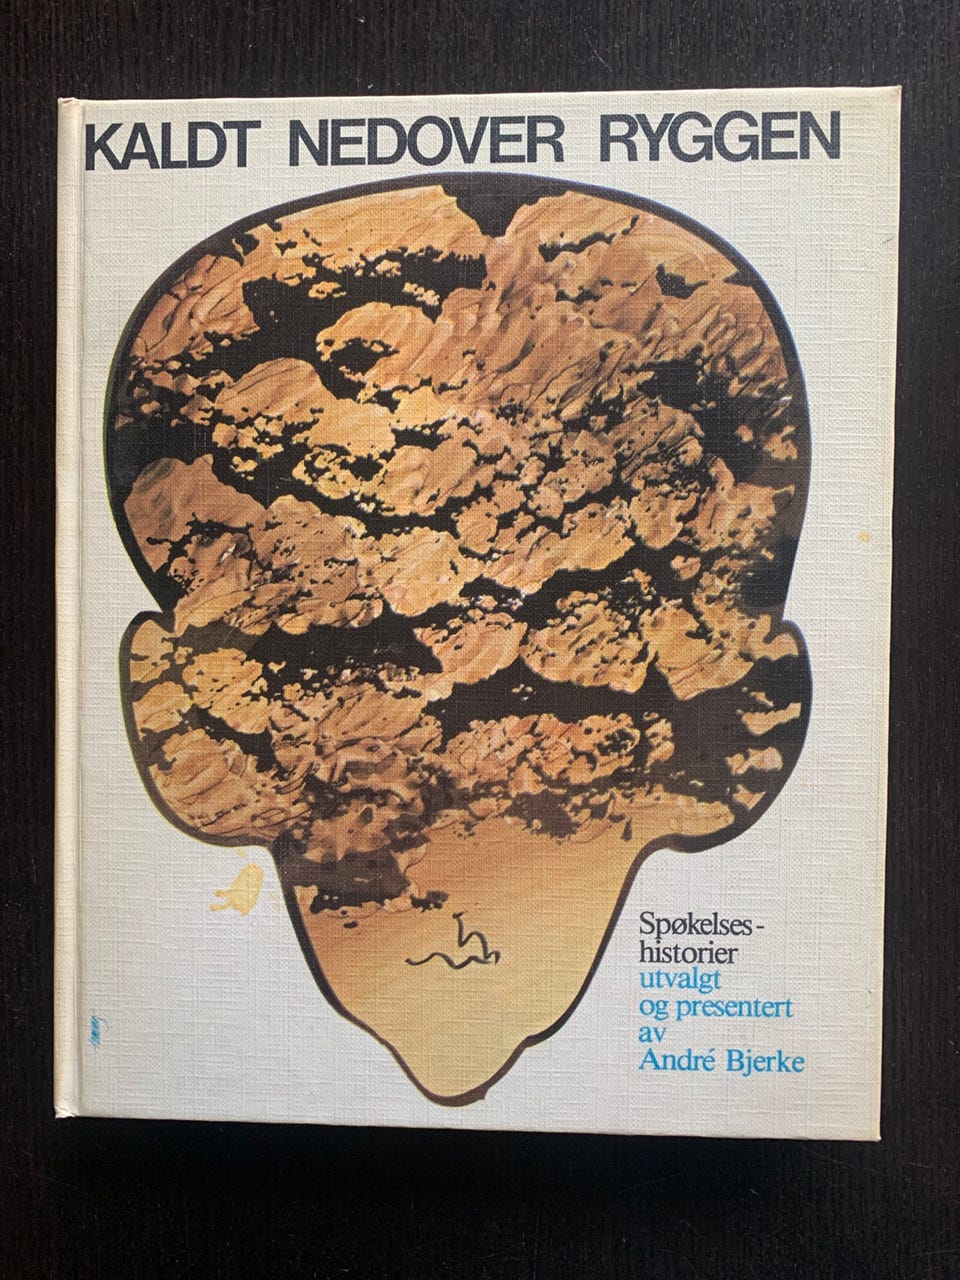 KALDT NEDOVER RYGGEN
Spøkelses-
historier
utvalgt
og presentert
av
André Bjerke